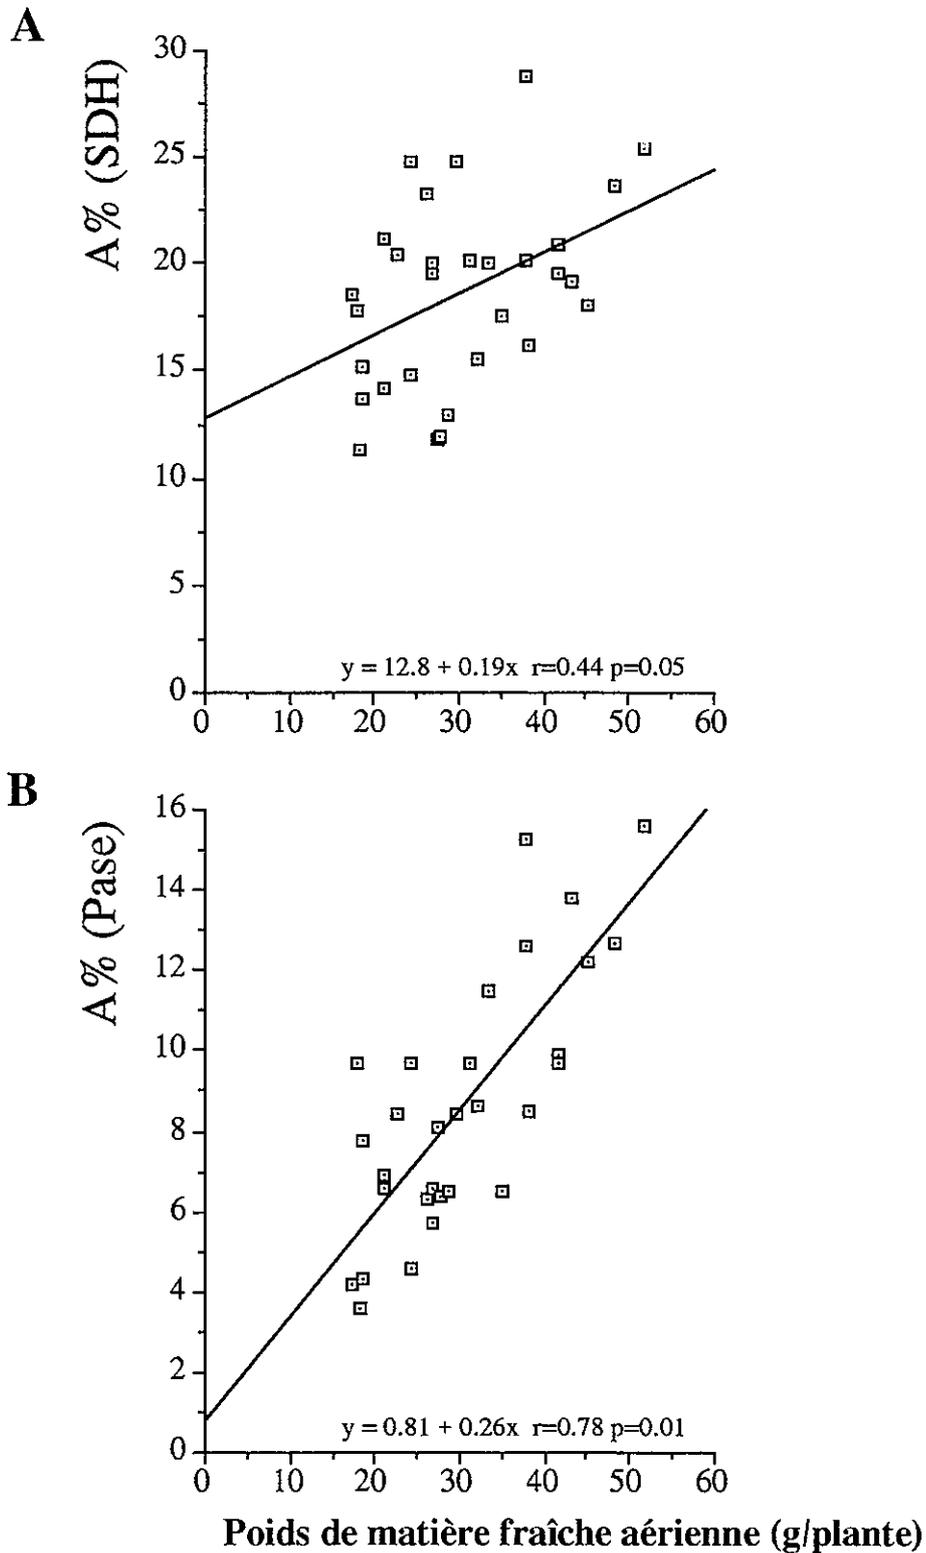 A
A% (SDH)
30
25
20
15
10
5
0
y = 12.8 + 0.19x r=0.44 p=0.05
0 10 20 30 40 50 60
B
A% (Pase)
16
14
12
10
8
6
4
2
0
y = 0.81 + 0.26x r=0.78 p=0.01
0 10 20 30 40 50 60
Poids de matière fraîche aérienne (g/plante)